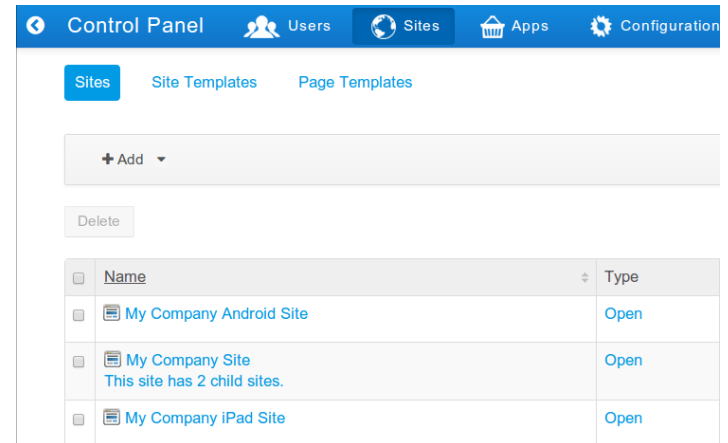 Control Panel Users Sites Apps Configuration
Sites Site Templates Page Templates
+ Add
Delete
Name Type
My Company Android Site Open
My Company Site Open
This site has 2 child sites.
My Company iPad Site Open